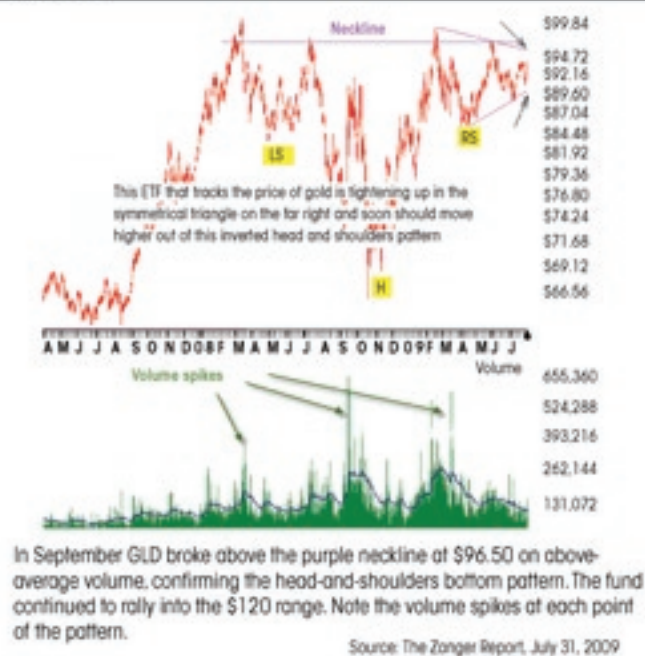 $99.84
Neckline
$94.72
$92.16
$89.60
$87.04
RS
$84.48
LS
$81.92
$79.36
This ETF that tracks the price of gold is tightening up in the
$76.80
symmetrical triangle on the far right and soon should move
$74.24
higher out of this inverted head and shoulders pattern
$71.68
$69.12
H
$66.56
A M J J A S O N D 08 F M A M J J A S O N D 09 F M A M J J
Volume
Volume spikes
655,360
524,288
393,216
262,144
131,072
In September GLD broke above the purple neckline at $96.50 on above-
average volume, confirming the head-and-shoulders bottom pattern. The fund
continued to rally into the $120 range. Note the volume spikes at each point
of the pattern.
Source: The Zanger Report, July 31, 2009